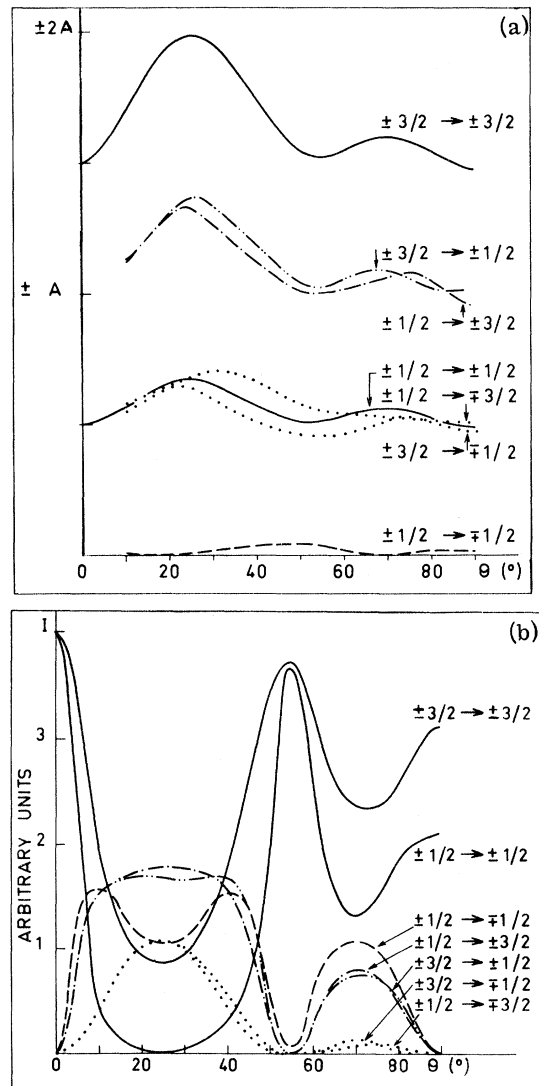 (a)
±2A
±3/2 → ±3/2
±3/2 → ±1/2
± A
±1/2 → ±3/2
±1/2 → ±1/2
±1/2 → ∓3/2
±3/2 → ∓1/2
±1/2 → ∓1/2
0 20 40 60 80 θ (°)
(b)
I
±3/2 → ±3/2
3
2
±1/2 → ±1/2
ARBITRARY UNITS
±1/2 → ∓1/2
±1/2 → ±3/2
1
±3/2 → ±1/2
±3/2 → ∓1/2
±1/2 → ∓3/2
0 20 40 60 80 θ (°)